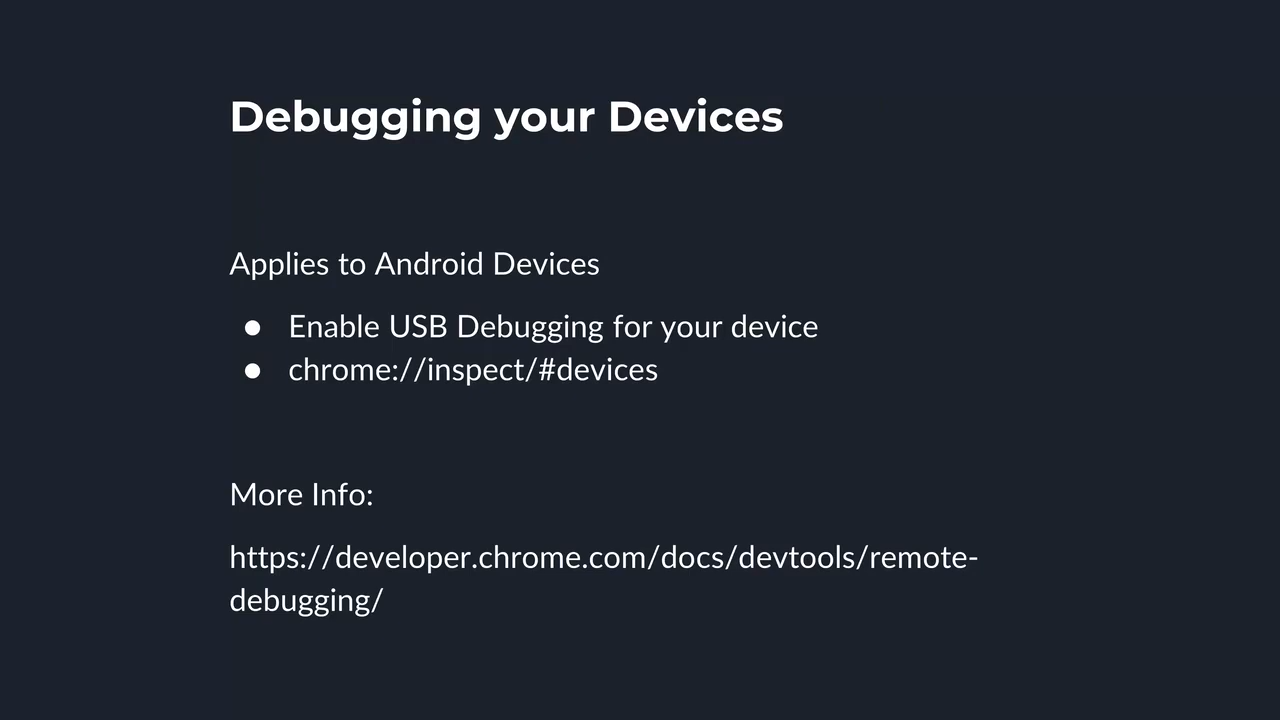 Debugging your Devices
Applies to Android Devices
● Enable USB Debugging for your device
● chrome://inspect/#devices
More Info:
https://developer.chrome.com/docs/devtools/remote-
debugging/